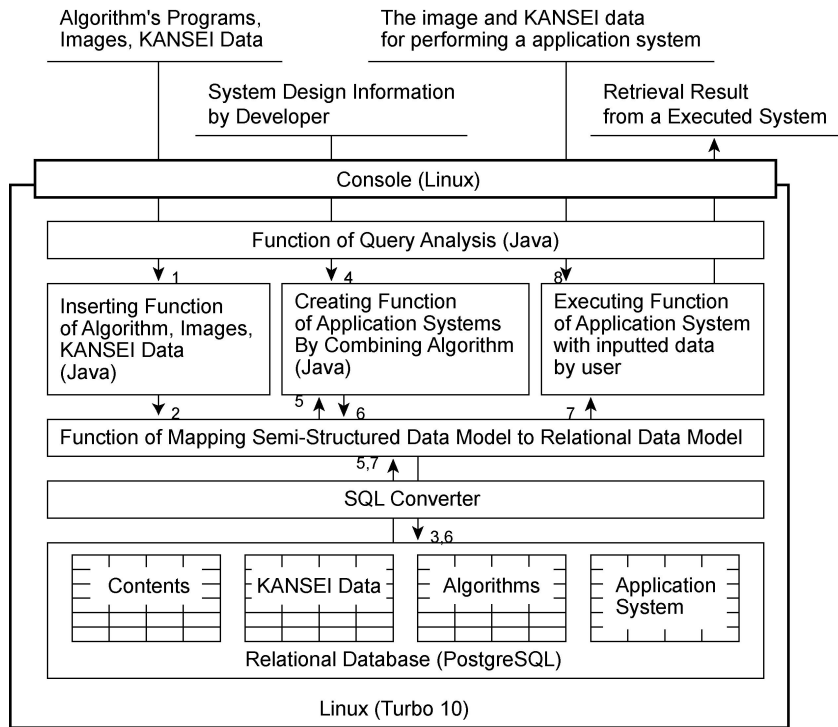 Algorithm's Programs,
Images, KANSEI Data
The image and KANSEI data
for performing a application system
System Design Information
by Developer
Retrieval Result
from a Executed System
Console (Linux)
Function of Query Analysis (Java)
1
4
8
Inserting Function
of Algorithm, Images,
KANSEI Data
(Java)
Creating Function
of Application Systems
By Combining Algorithm
(Java)
Executing Function
of Application System
with inputted data
by user
2
5
6
7
Function of Mapping Semi-Structured Data Model to Relational Data Model
5,7
SQL Converter
3,6
Contents
KANSEI Data
Algorithms
Application
System
Relational Database (PostgreSQL)
Linux (Turbo 10)